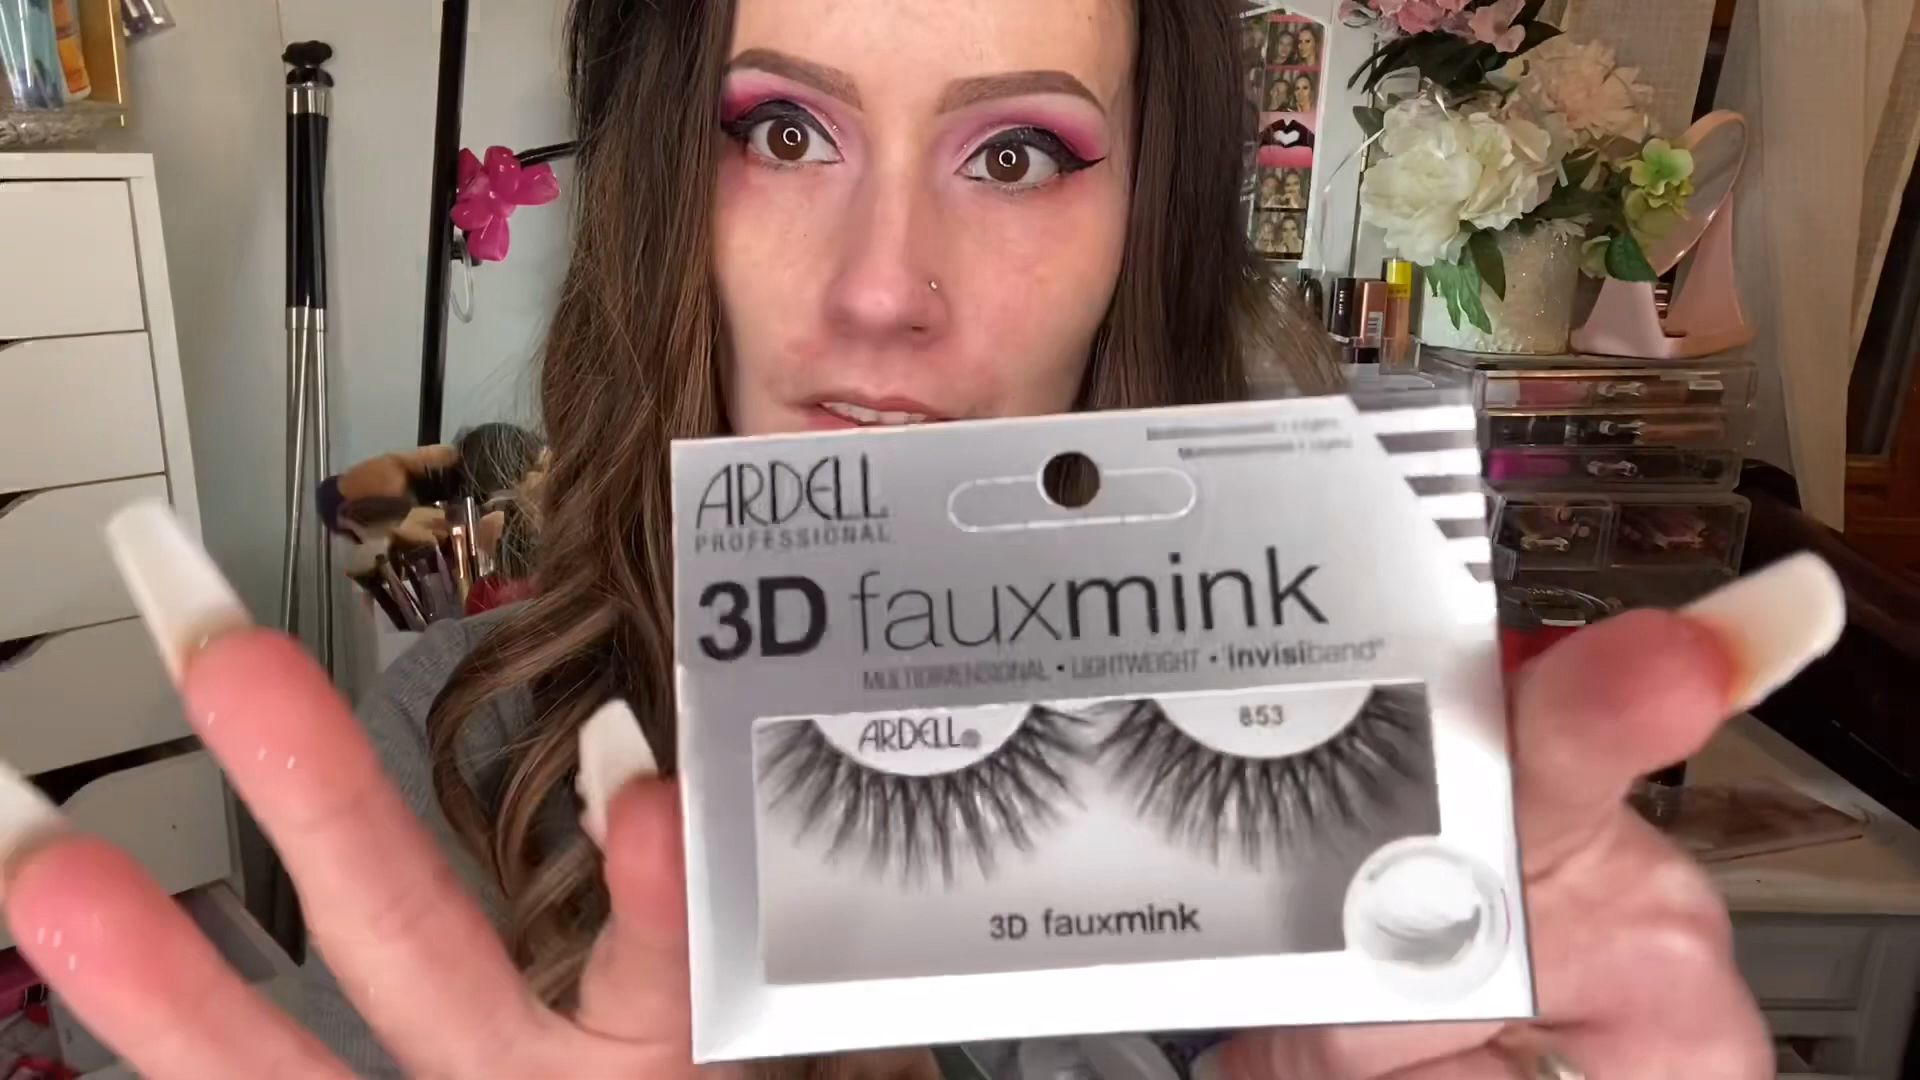 ARDELL
PROFESSIONAL
3D fauxmink
MULTIDIMENSIONAL • LIGHTWEIGHT • invisiband®
ARDELL
853
3D fauxmink